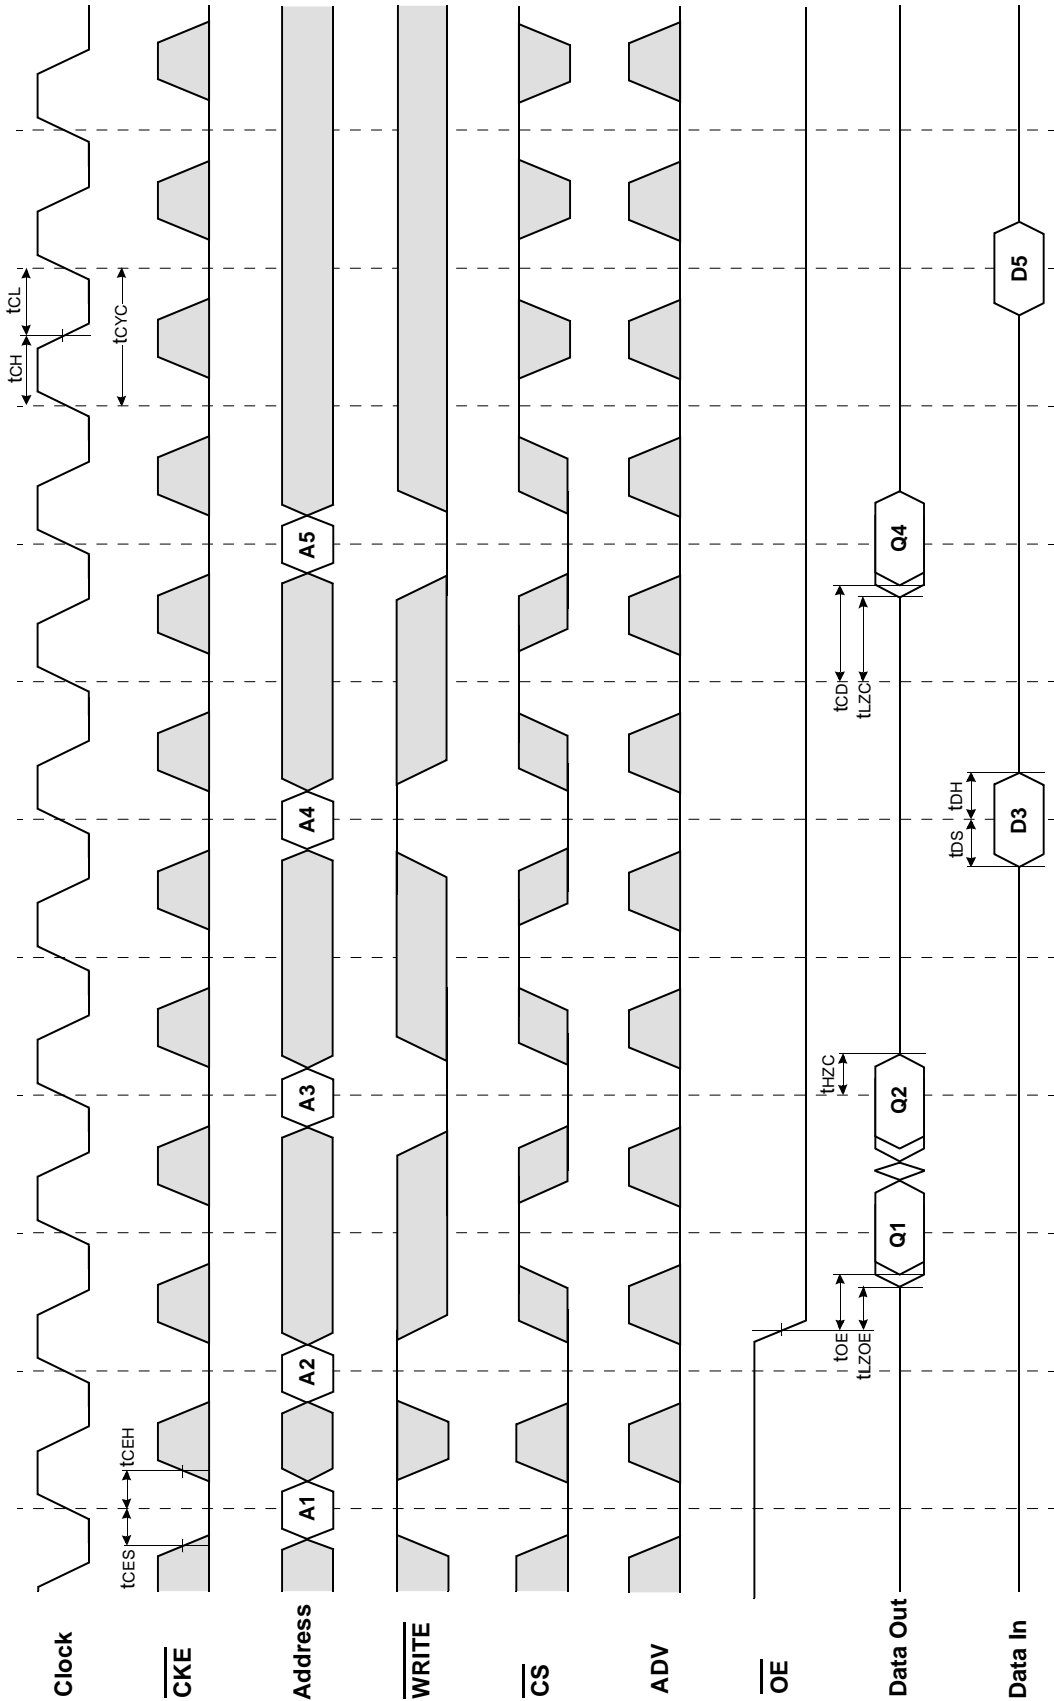 Clock
tCES
tCEH
tCH
tCL
tCYC
CKE
Address
A1
A2
A3
A4
A5
WRITE
CS
ADV
OE
tOE
tLZOE
tHZC
tCD
tLZC
Data Out
Q1
Q2
Q4
Data In
tDS
tDH
D3
D5